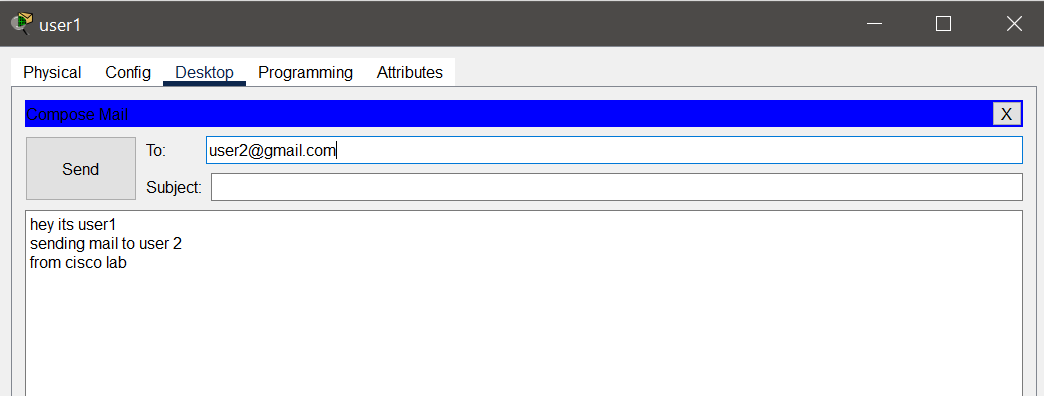 user1
Physical Config Desktop Programming Attributes
Compose Mail X
Send
To: user2@gmail.com
Subject:
hey its user1
sending mail to user 2
from cisco lab